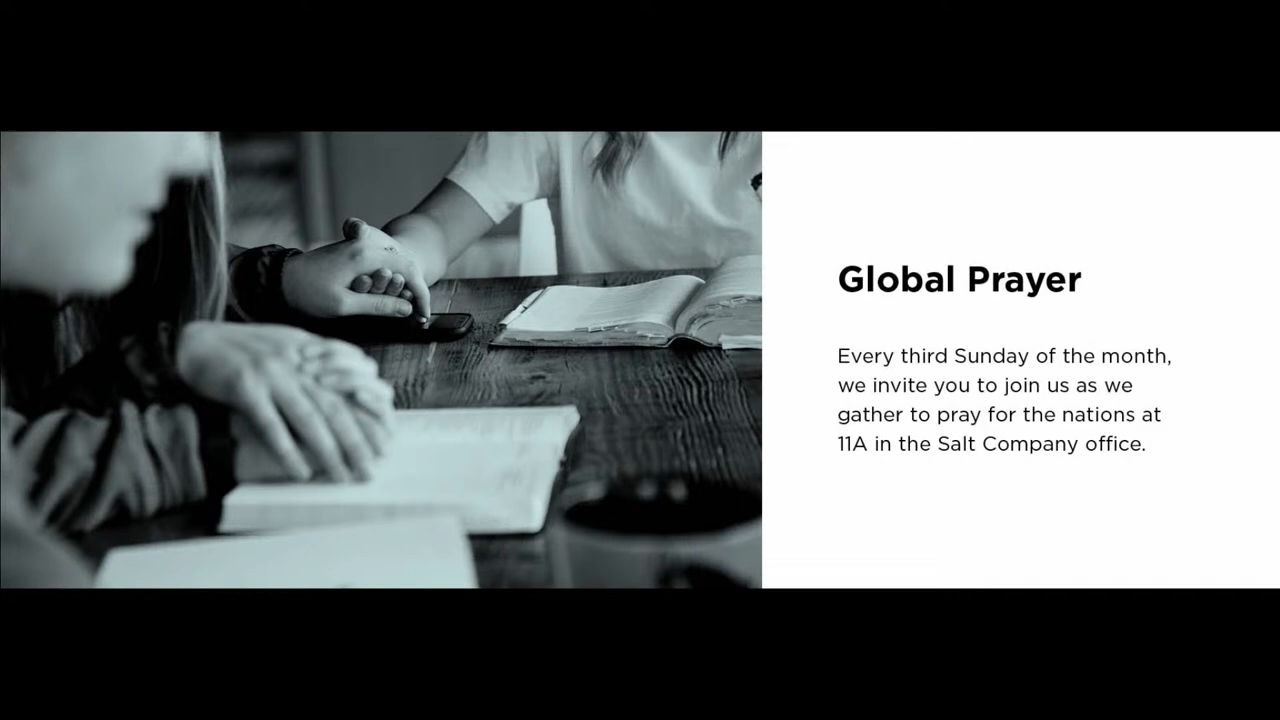 Global Prayer
Every third Sunday of the month,
we invite you to join us as we
gather to pray for the nations at
11A in the Salt Company office.